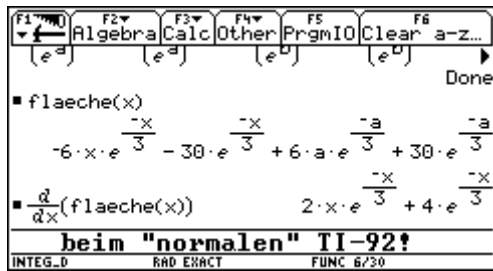 F1 F2 F3 F4 F5 F6
Algebra Calc Other PrgmIO Clear a-z…
(e^a) (e^a) (e^b) (e^b)
Done
flaeche(x)
-6·x·e^(-x/3) - 30·e^(-x/3) + 6·a·e^(-a/3) + 30·e^(-a/3)
d/dx(flaeche(x)) 2·x·e^(-x/3) + 4·e^(-x/3)
beim "normalen" TI-92!
INTEG_D RAD EXACT FUNC 6/30